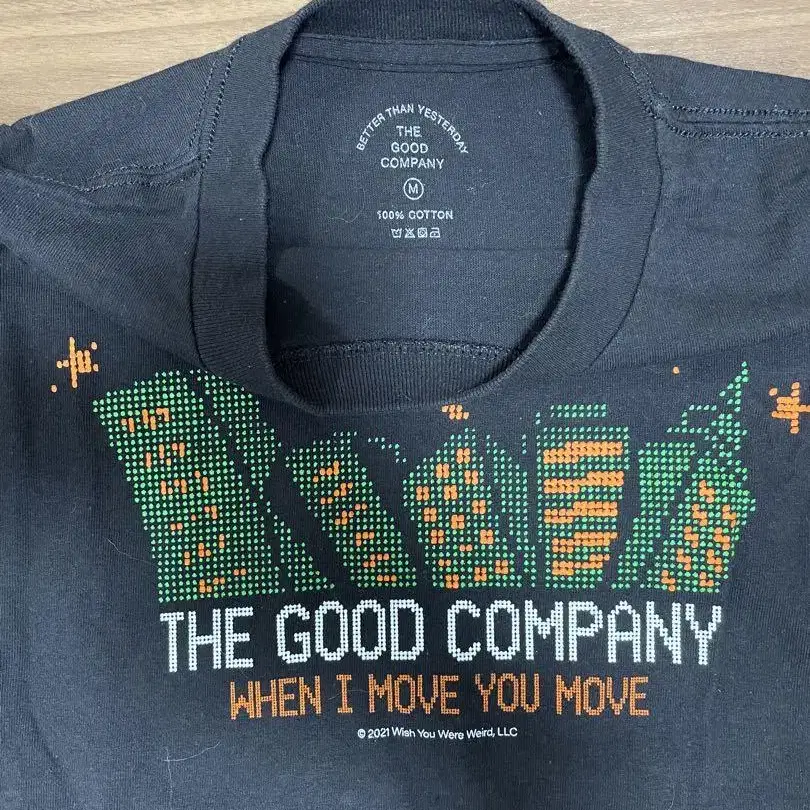 BETTER THAN YESTERDAY
THE
GOOD
COMPANY
M
100% COTTON
THE GOOD COMPANY
WHEN I MOVE YOU MOVE
© 2021 Wish You Were Weird, LLC